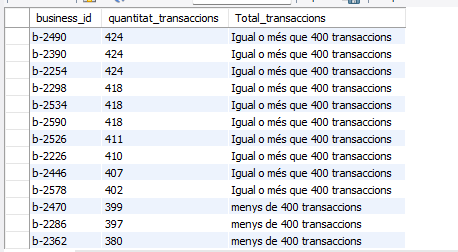 business_id quantitat_transaccions Total_transaccions
b-2490 424 Igual o més que 400 transaccions
b-2390 424 Igual o més que 400 transaccions
b-2254 424 Igual o més que 400 transaccions
b-2298 418 Igual o més que 400 transaccions
b-2534 418 Igual o més que 400 transaccions
b-2590 418 Igual o més que 400 transaccions
b-2526 411 Igual o més que 400 transaccions
b-2226 410 Igual o més que 400 transaccions
b-2446 407 Igual o més que 400 transaccions
b-2578 402 Igual o més que 400 transaccions
b-2470 399 menys de 400 transaccions
b-2286 397 menys de 400 transaccions
b-2362 380 menys de 400 transaccions